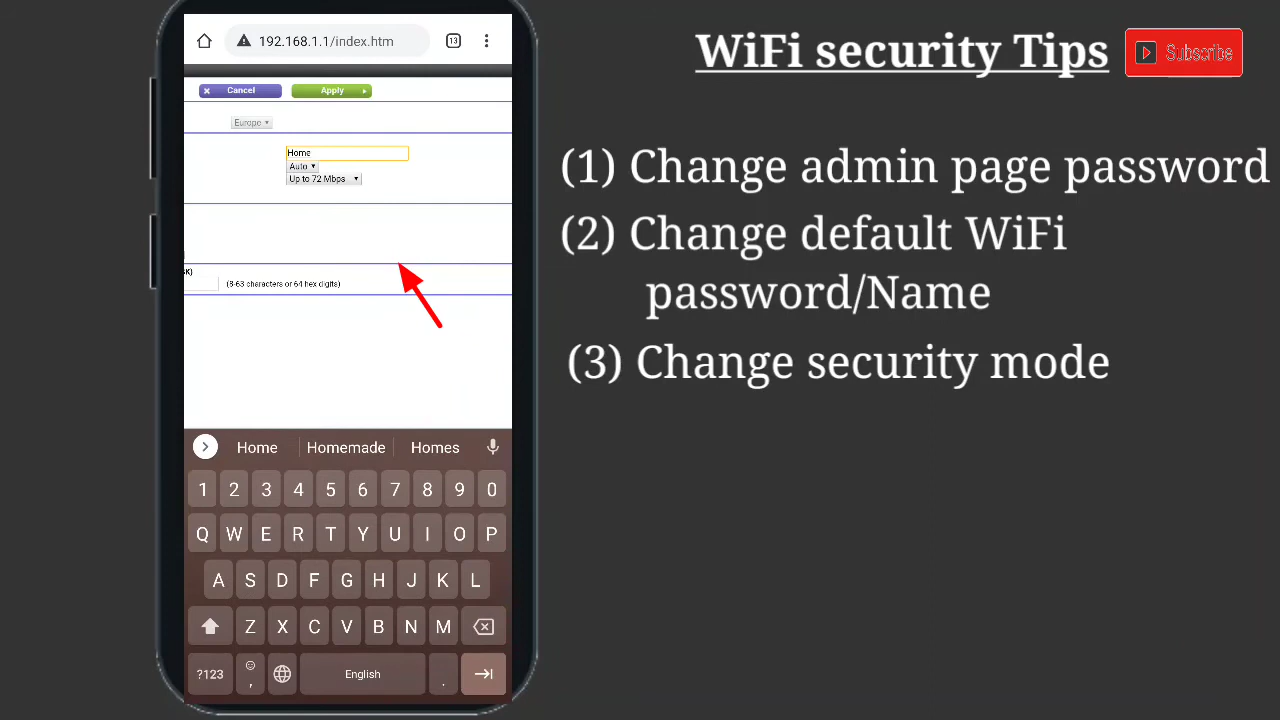 192.168.1.1/index.htm
13
Cancel
Apply
Europe
Home
Auto
Up to 72 Mbps
SK)
(8-63 characters or 64 hex digits)
Home Homemade Homes
1 2 3 4 5 6 7 8 9 0
Q W E R T Y U I O P
A S D F G H J K L
Z X C V B N M
?123 , English .
WiFi security Tips
Subscribe
(1) Change admin page password
(2) Change default WiFi
password/Name
(3) Change security mode